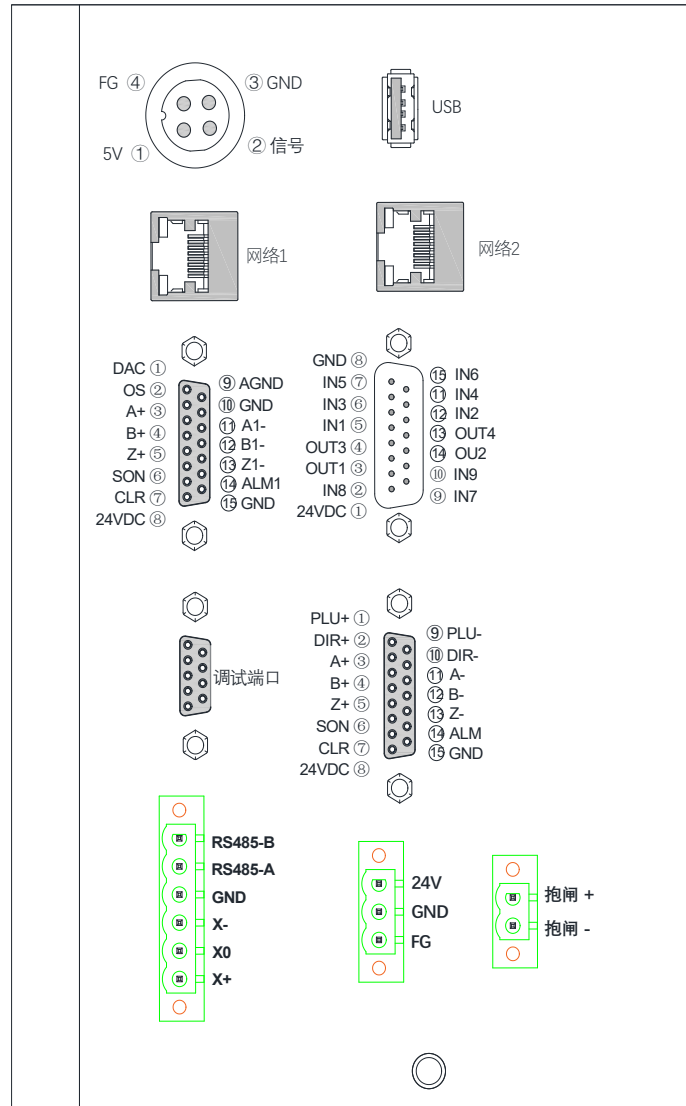 FG ④
③ GND
5V ①
② 信号
USB
网络1
网络2
DAC ①
OS ②
A+ ③
B+ ④
Z+ ⑤
SON ⑥
CLR ⑦
24VDC ⑧
⑨ AGND
⑩ GND
⑪ A1-
⑫ B1-
⑬ Z1-
⑭ ALM1
⑮ GND
GND ⑧
IN5 ⑦
IN3 ⑥
IN1 ⑤
OUT3 ④
OUT1 ③
IN8 ②
24VDC ①
⑮ IN6
⑪ IN4
⑫ IN2
⑬ OUT4
⑭ OU2
⑩ IN9
⑨ IN7
调试端口
PLU+ ①
DIR+ ②
A+ ③
B+ ④
Z+ ⑤
SON ⑥
CLR ⑦
24VDC ⑧
⑨ PLU-
⑩ DIR-
⑪ A-
⑫ B-
⑬ Z-
⑭ ALM
⑮ GND
RS485-B
RS485-A
GND
X-
X0
X+
24V
GND
FG
抱闸 +
抱闸 -